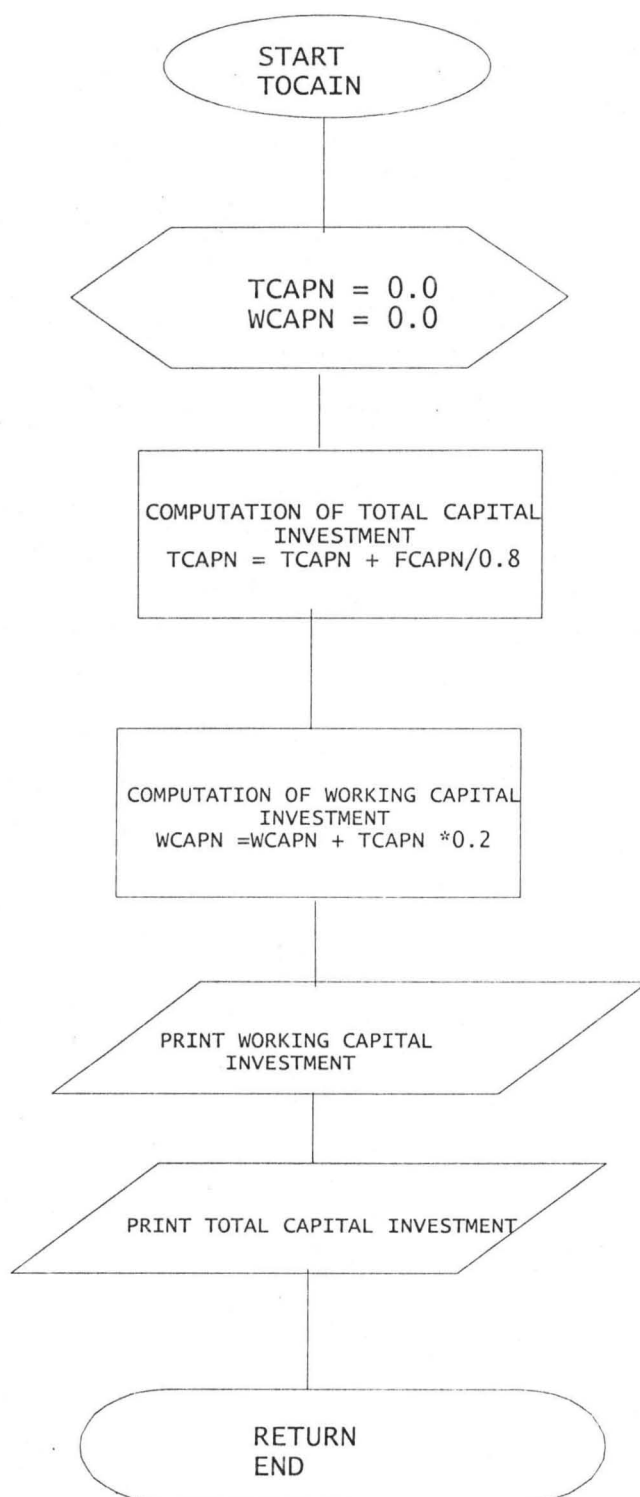 START
TOCAIN
TCAPN = 0.0
WCAPN = 0.0
COMPUTATION OF TOTAL CAPITAL
INVESTMENT
TCAPN = TCAPN + FCAPN/0.8
COMPUTATION OF WORKING CAPITAL
INVESTMENT
WCAPN =WCAPN + TCAPN *0.2
PRINT WORKING CAPITAL
INVESTMENT
PRINT TOTAL CAPITAL INVESTMENT
RETURN
END